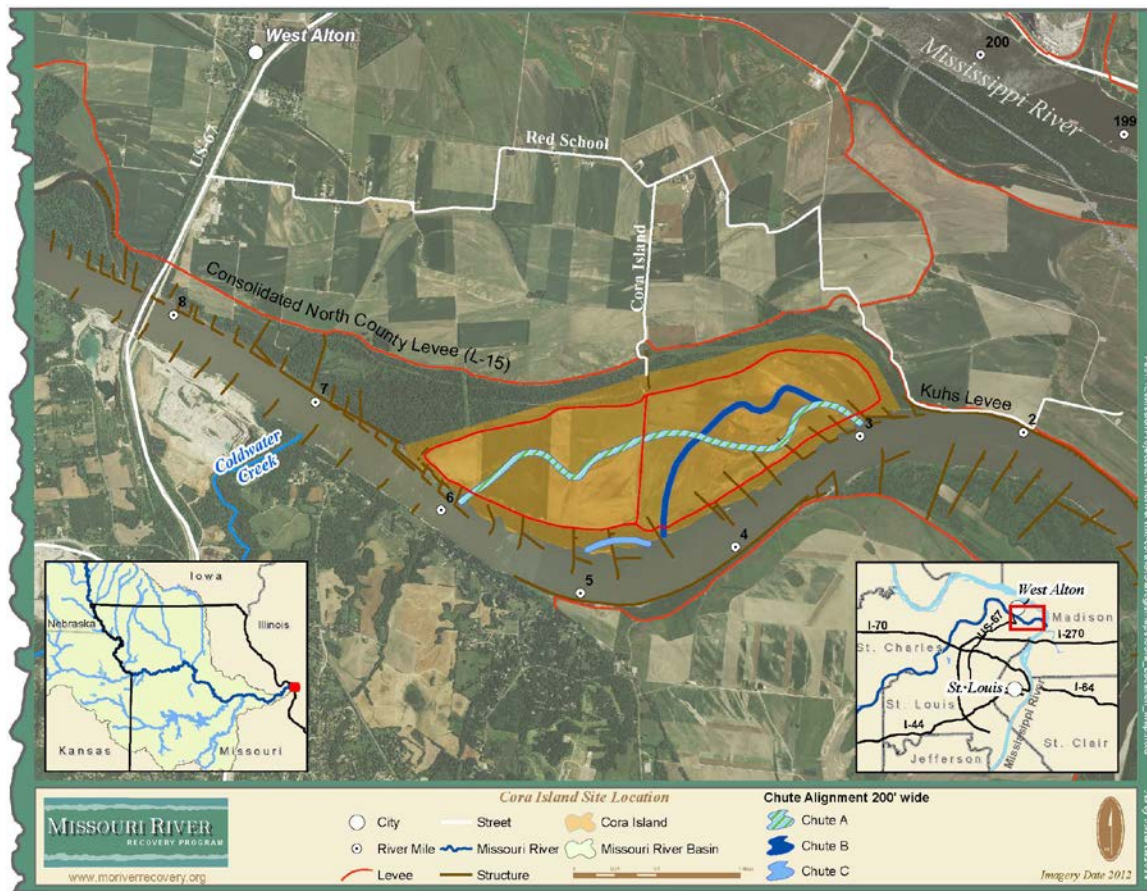 West Alton
200
Mississippi River
199
US-67
Red School
Cora Island
Consolidated North County Levee (L-15)
8
7
Kuhs Levee
2
3
Coldwater Creek
6
4
5
Iowa
Nebraska
Illinois
Kansas
Missouri
West Alton
Madison
US-67
I-70
I-270
St. Charles
St. Louis
I-64
St. Louis
I-44
Mississippi River
St. Clair
Jefferson
Cora Island Site Location
Chute Alignment 200' wide
MISSOURI RIVER
RECOVERY PROGRAM
www.moriverrecovery.org
City
Street
Cora Island
Chute A
River Mile
Missouri River
Missouri River Basin
Chute B
Levee
Structure
Chute C
Imagery Date 2012